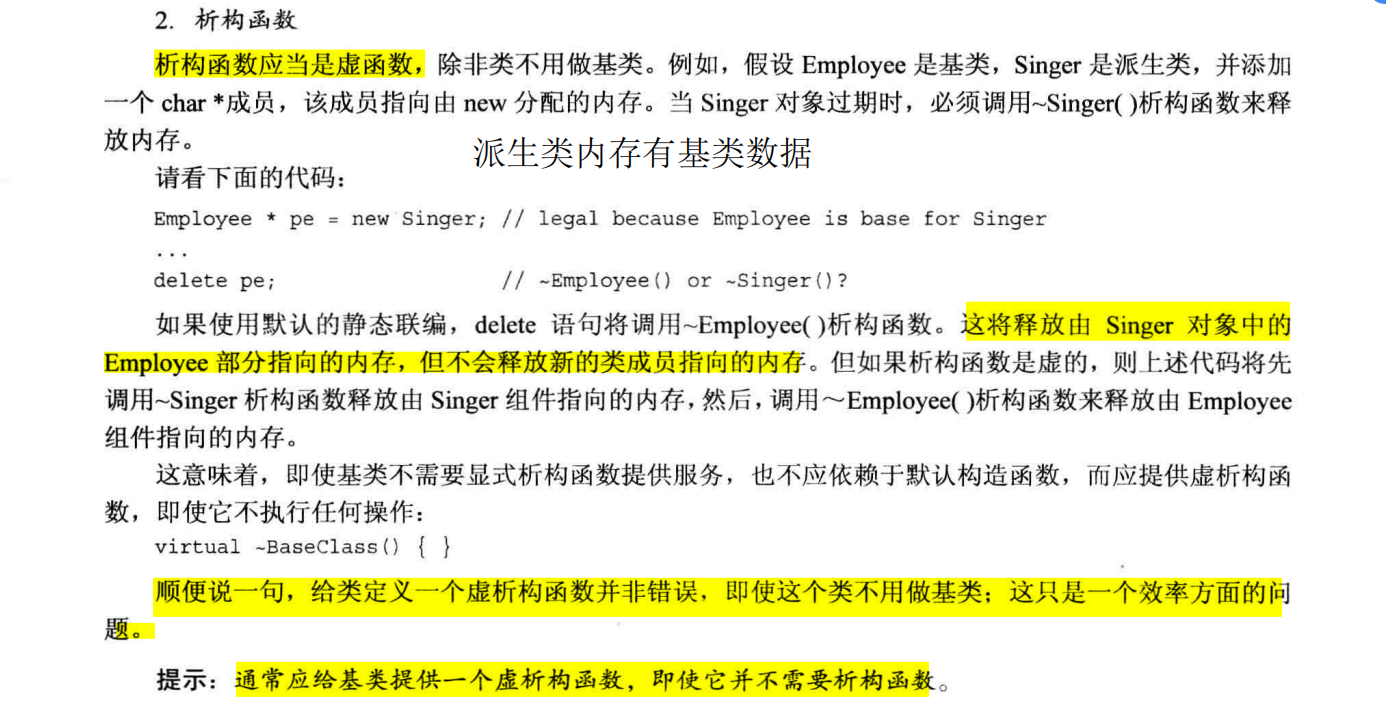 2. 析构函数
析构函数应当是虚函数，除非类不用做基类。例如，假设 Employee 是基类，Singer 是派生类，并添加
一个 char *成员，该成员指向由 new 分配的内存。当 Singer 对象过期时，必须调用~Singer( )析构函数来释
放内存。
派生类内存有基类数据
请看下面的代码：
Employee * pe = new Singer; // legal because Employee is base for Singer
...
delete pe; // ~Employee() or ~Singer()?
如果使用默认的静态联编，delete 语句将调用~Employee( )析构函数。这将释放由 Singer 对象中的
Employee 部分指向的内存，但不会释放新的类成员指向的内存。但如果析构函数是虚的，则上述代码将先
调用~Singer 析构函数释放由 Singer 组件指向的内存，然后，调用～Employee( )析构函数来释放由 Employee
组件指向的内存。
这意味着，即使基类不需要显式析构函数提供服务，也不应依赖于默认构造函数，而应提供虚析构函
数，即使它不执行任何操作：
virtual ~BaseClass() { }
顺便说一句，给类定义一个虚析构函数并非错误，即使这个类不用做基类；这只是一个效率方面的问
题。
提示：通常应给基类提供一个虚析构函数，即使它并不需要析构函数。